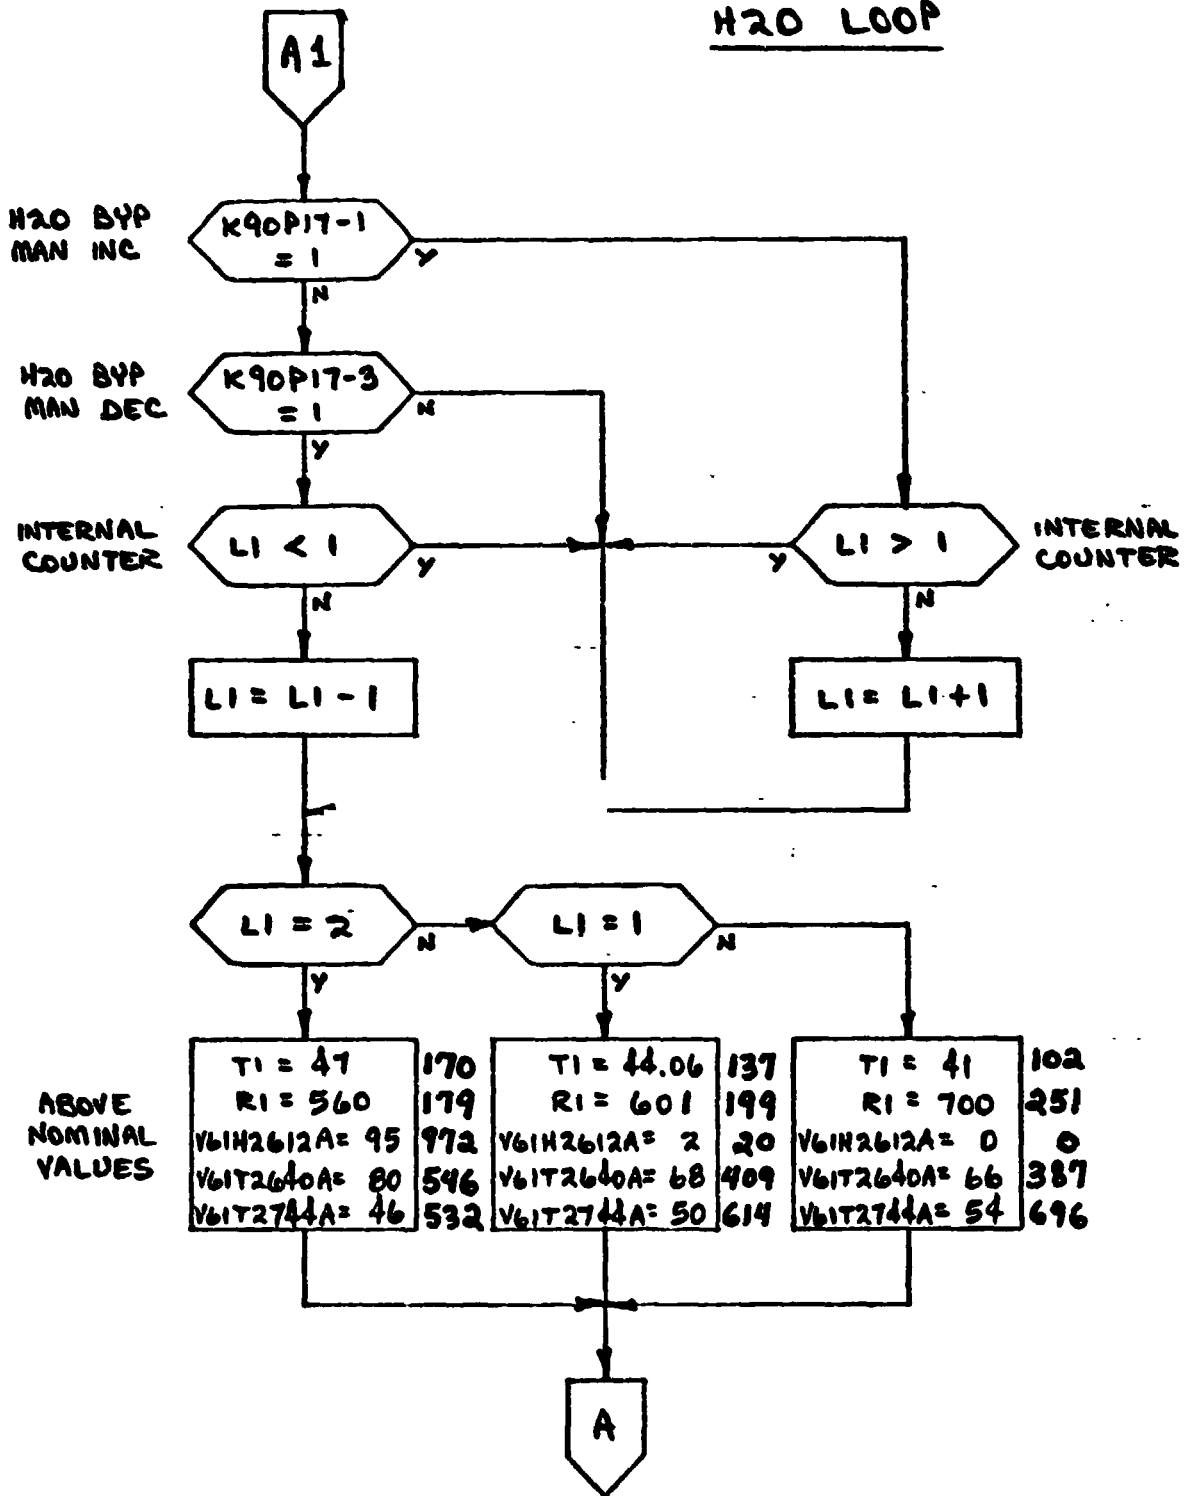 H20 LOOP
A1
H20 BYP
MAN INC
K90P17-1
= 1
Y
N
H20 BYP
MAN DEC
K90P17-3
= 1
N
Y
INTERNAL
COUNTER
L1 < 1
Y
N
L1 > 1
Y
N
INTERNAL
COUNTER
L1 = L1 - 1
L1 = L1 + 1
L1 = 2
N
Y
L1 = 1
N
Y
ABOVE
NOMINAL
VALUES
T1 = 47 170
R1 = 560 179
V61H2612A = 95 972
V61T2640A = 80 546
V61T2744A = 46 532
T1 = 44.06 137
R1 = 601 199
V61H2612A = 2 20
V61T2640A = 68 409
V61T2744A = 50 614
T1 = 41 102
R1 = 700 251
V61H2612A = 0 0
V61T2640A = 66 387
V61T2744A = 54 696
A